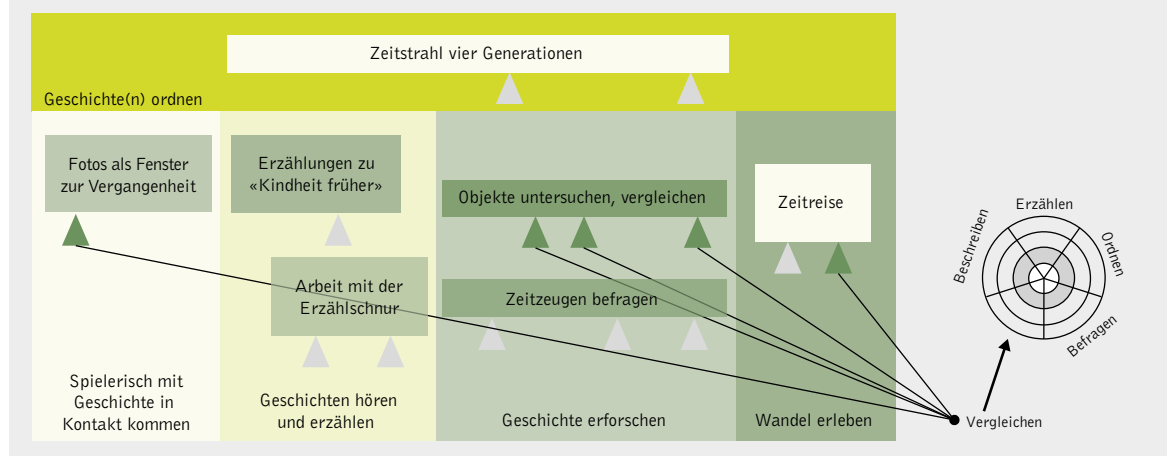 Zeitstrahl vier Generationen
Geschichte(n) ordnen
Fotos als Fenster
zur Vergangenheit
Erzählungen zu
«Kindheit früher»
Objekte untersuchen, vergleichen
Zeitreise
Arbeit mit der
Erzählschnur
Zeitzeugen befragen
Spielerisch mit
Geschichte in
Kontakt kommen
Geschichten hören
und erzählen
Geschichte erforschen
Wandel erleben
Erzählen
Beschreiben
Ordnen
Befragen
Vergleichen